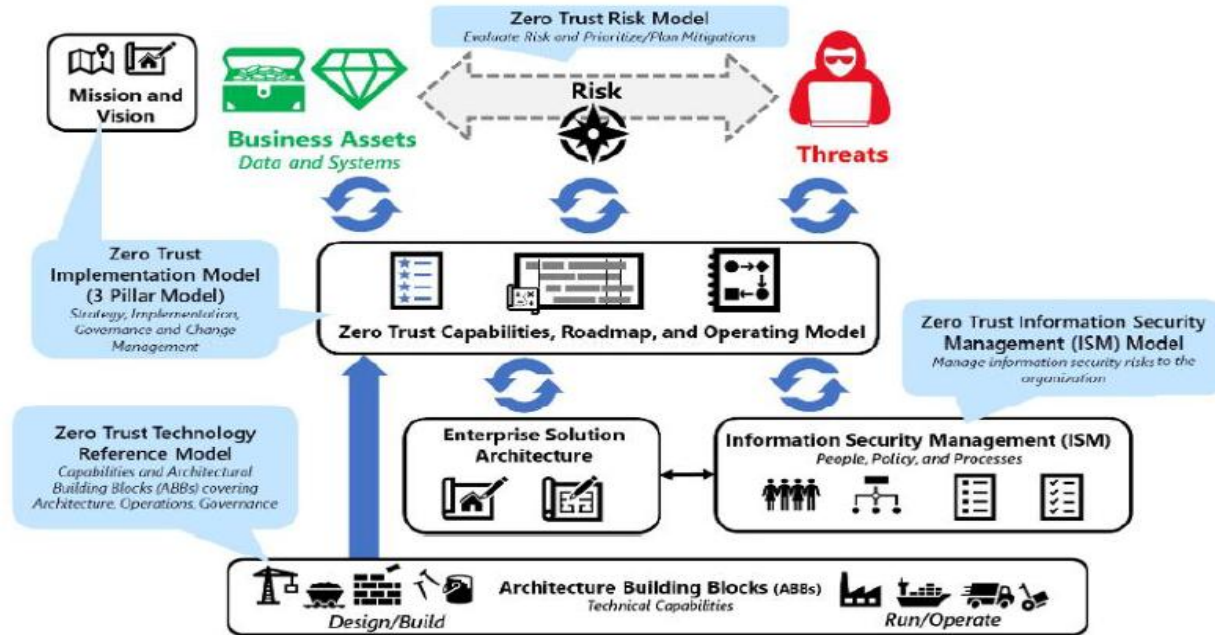 Zero Trust Risk Model
Evaluate Risk and Prioritize/Plan Mitigations
Mission and
Vision
Risk
Business Assets
Data and Systems
Threats
Zero Trust
Implementation Model
(3 Pillar Model)
Strategy, Implementation,
Governance and Change
Management
Zero Trust Capabilities, Roadmap, and Operating Model
Zero Trust Information Security
Management (ISM) Model
Manage information security risks to the
organization
Zero Trust Technology
Reference Model
Capabilities and Architectural
Building Blocks (ABBs) covering
Architecture, Operations, Governance
Enterprise Solution
Architecture
Information Security Management (ISM)
People, Policy, and Processes
Architecture Building Blocks (ABBs)
Technical Capabilities
Design/Build
Run/Operate